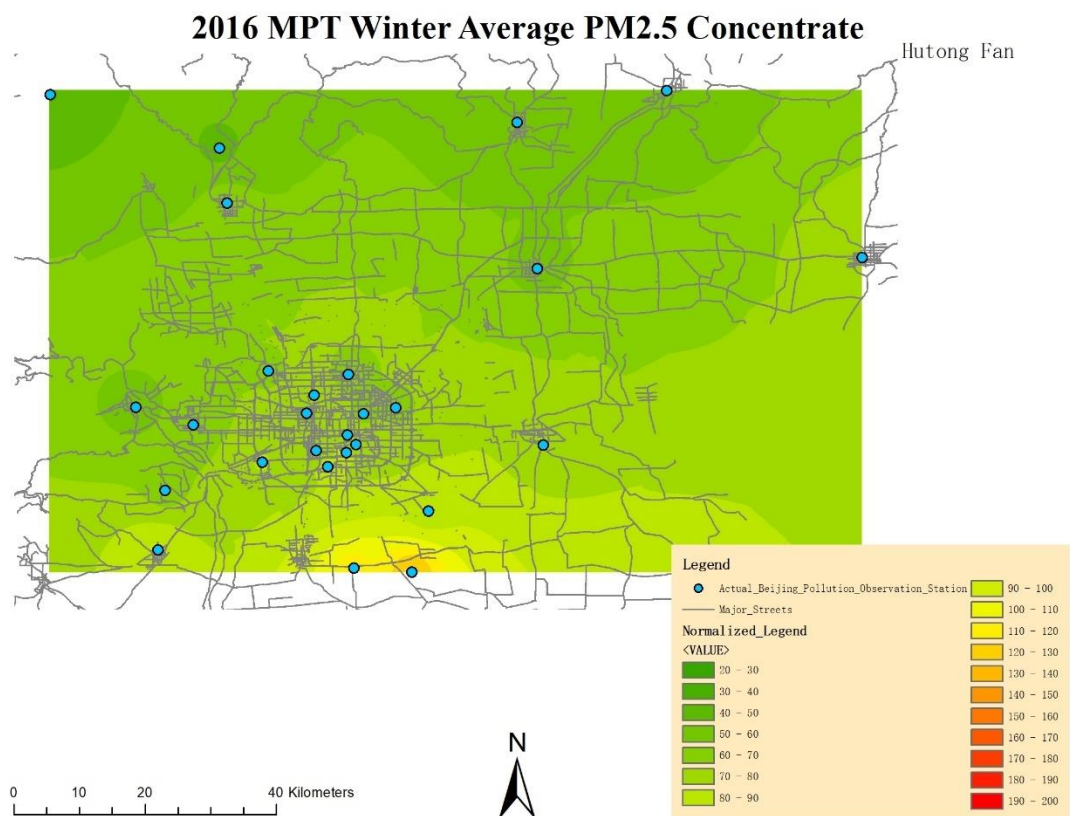 2016 MPT Winter Average PM2.5 Concentrate
Hutong Fan
Legend
Actual_Beijing_Pollution_Observation_Station
Major_Streets
Normalized_Legend
<VALUE>
20 - 30
30 - 40
40 - 50
50 - 60
60 - 70
70 - 80
80 - 90
90 - 100
100 - 110
110 - 120
120 - 130
130 - 140
140 - 150
150 - 160
160 - 170
170 - 180
180 - 190
190 - 200
N
0 10 20 40 Kilometers